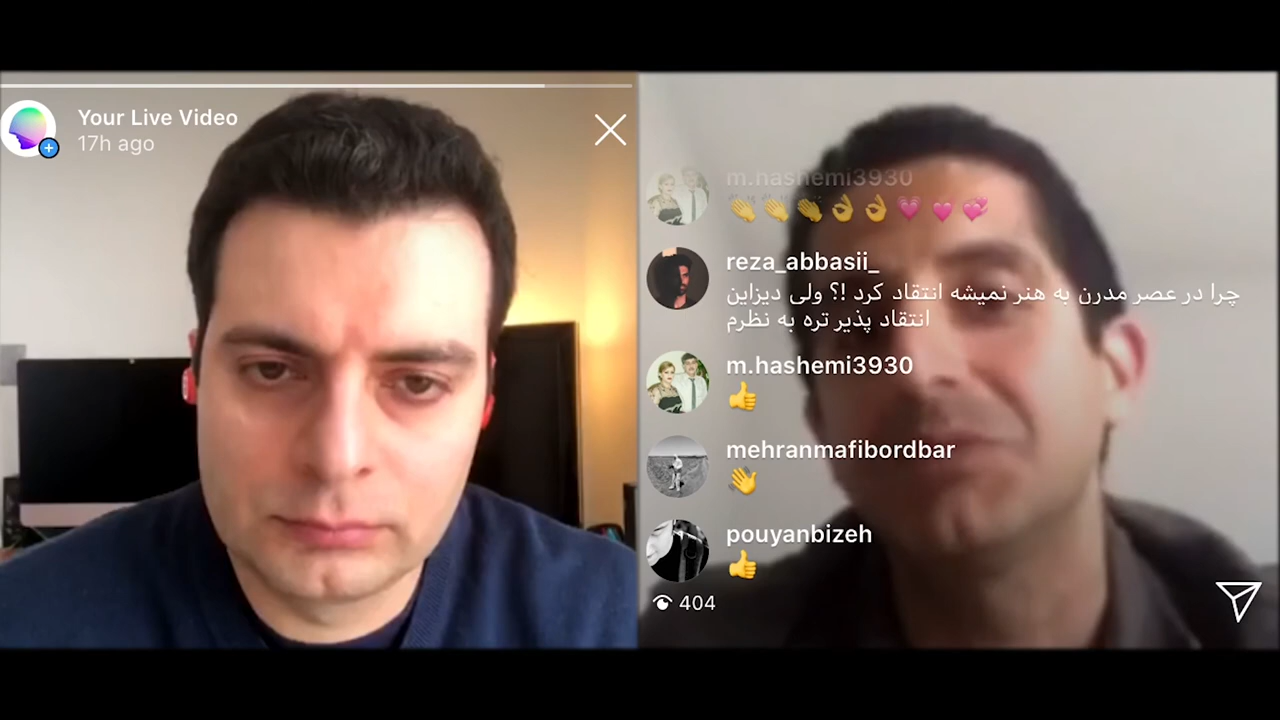 Your Live Video
17h ago
m.hashemi3930
👏👏👏👌👌💗💗💞
reza_abbasii_
چرا در عصر مدرن به هنر نمیشه انتقاد کرد !؟ ولی دیزاین
انتقاد پذیر تره به نظرم
m.hashemi3930
👍
mehranmafibordbar
👋
pouyanbizeh
👍
404